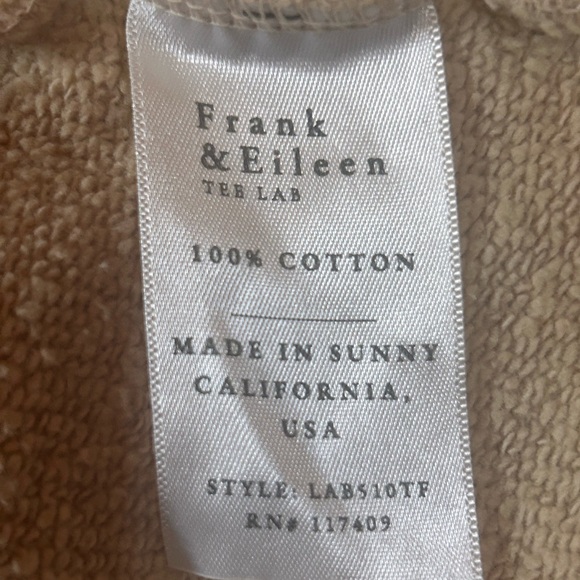 Frank
&Eileen
TEE LAB
100% COTTON
MADE IN SUNNY
CALIFORNIA,
USA
STYLE: LAB510TF
RN# 117409